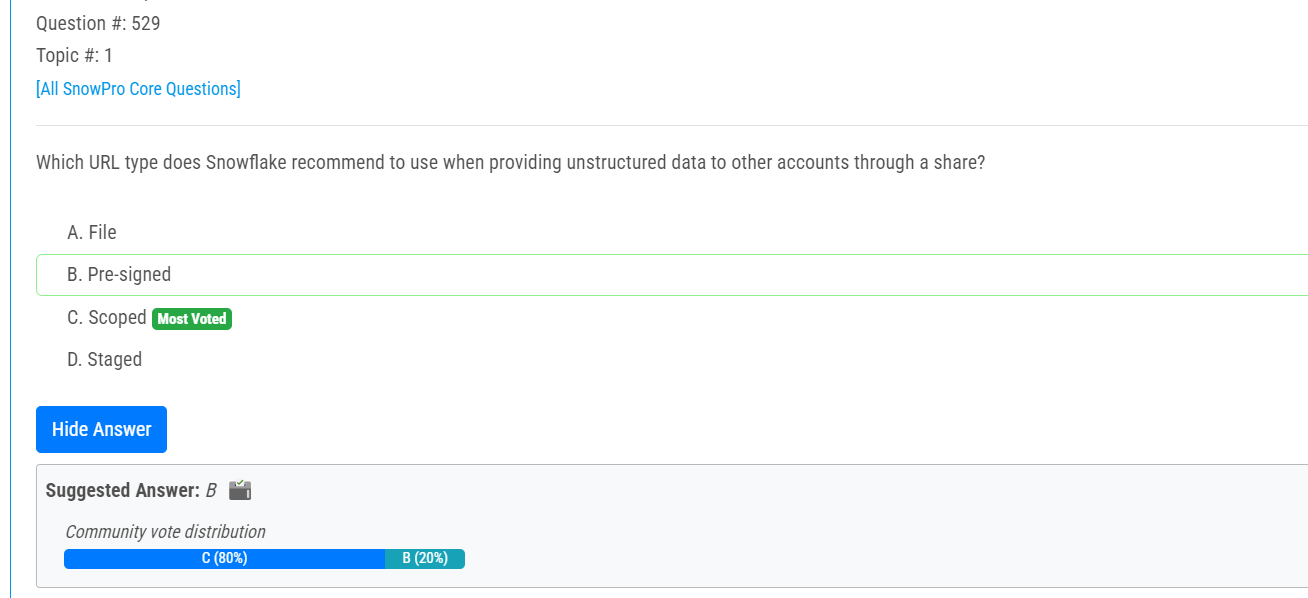 Question #: 529
Topic #: 1
[All SnowPro Core Questions]
Which URL type does Snowflake recommend to use when providing unstructured data to other accounts through a share?
A. File
B. Pre-signed
C. Scoped Most Voted
D. Staged
Hide Answer
Suggested Answer: B
Community vote distribution
C (80%) B (20%)